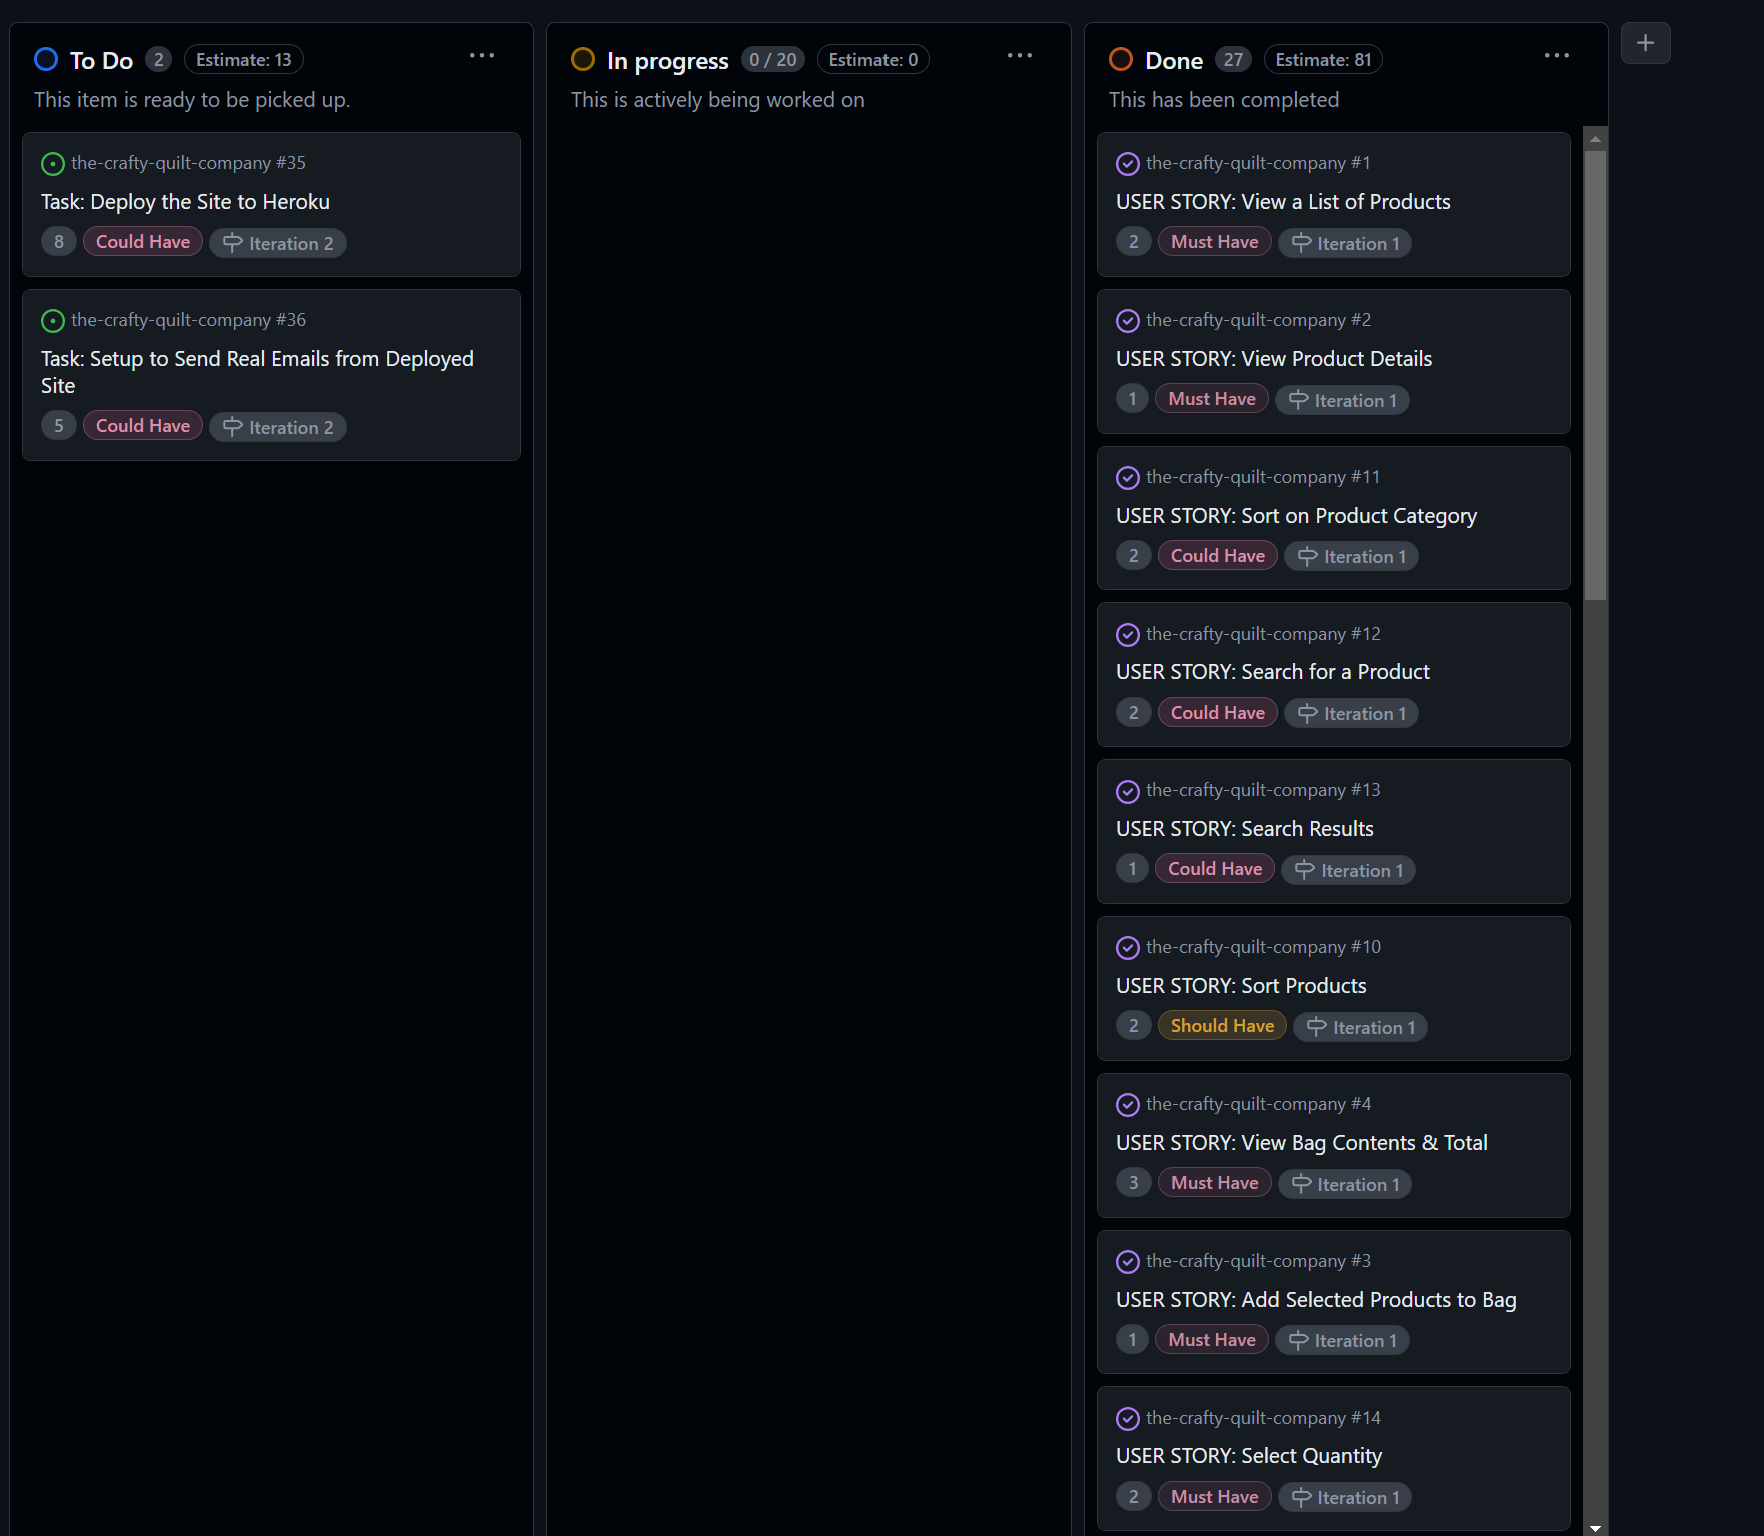 To Do 2 Estimate: 13
This item is ready to be picked up.
the-crafty-quilt-company #35
Task: Deploy the Site to Heroku
8 Could Have Iteration 2
the-crafty-quilt-company #36
Task: Setup to Send Real Emails from Deployed
Site
5 Could Have Iteration 2
In progress 0 / 20 Estimate: 0
This is actively being worked on
Done 27 Estimate: 81
This has been completed
the-crafty-quilt-company #1
USER STORY: View a List of Products
2 Must Have Iteration 1
the-crafty-quilt-company #2
USER STORY: View Product Details
1 Must Have Iteration 1
the-crafty-quilt-company #11
USER STORY: Sort on Product Category
2 Could Have Iteration 1
the-crafty-quilt-company #12
USER STORY: Search for a Product
2 Could Have Iteration 1
the-crafty-quilt-company #13
USER STORY: Search Results
1 Could Have Iteration 1
the-crafty-quilt-company #10
USER STORY: Sort Products
2 Should Have Iteration 1
the-crafty-quilt-company #4
USER STORY: View Bag Contents & Total
3 Must Have Iteration 1
the-crafty-quilt-company #3
USER STORY: Add Selected Products to Bag
1 Must Have Iteration 1
the-crafty-quilt-company #14
USER STORY: Select Quantity
2 Must Have Iteration 1